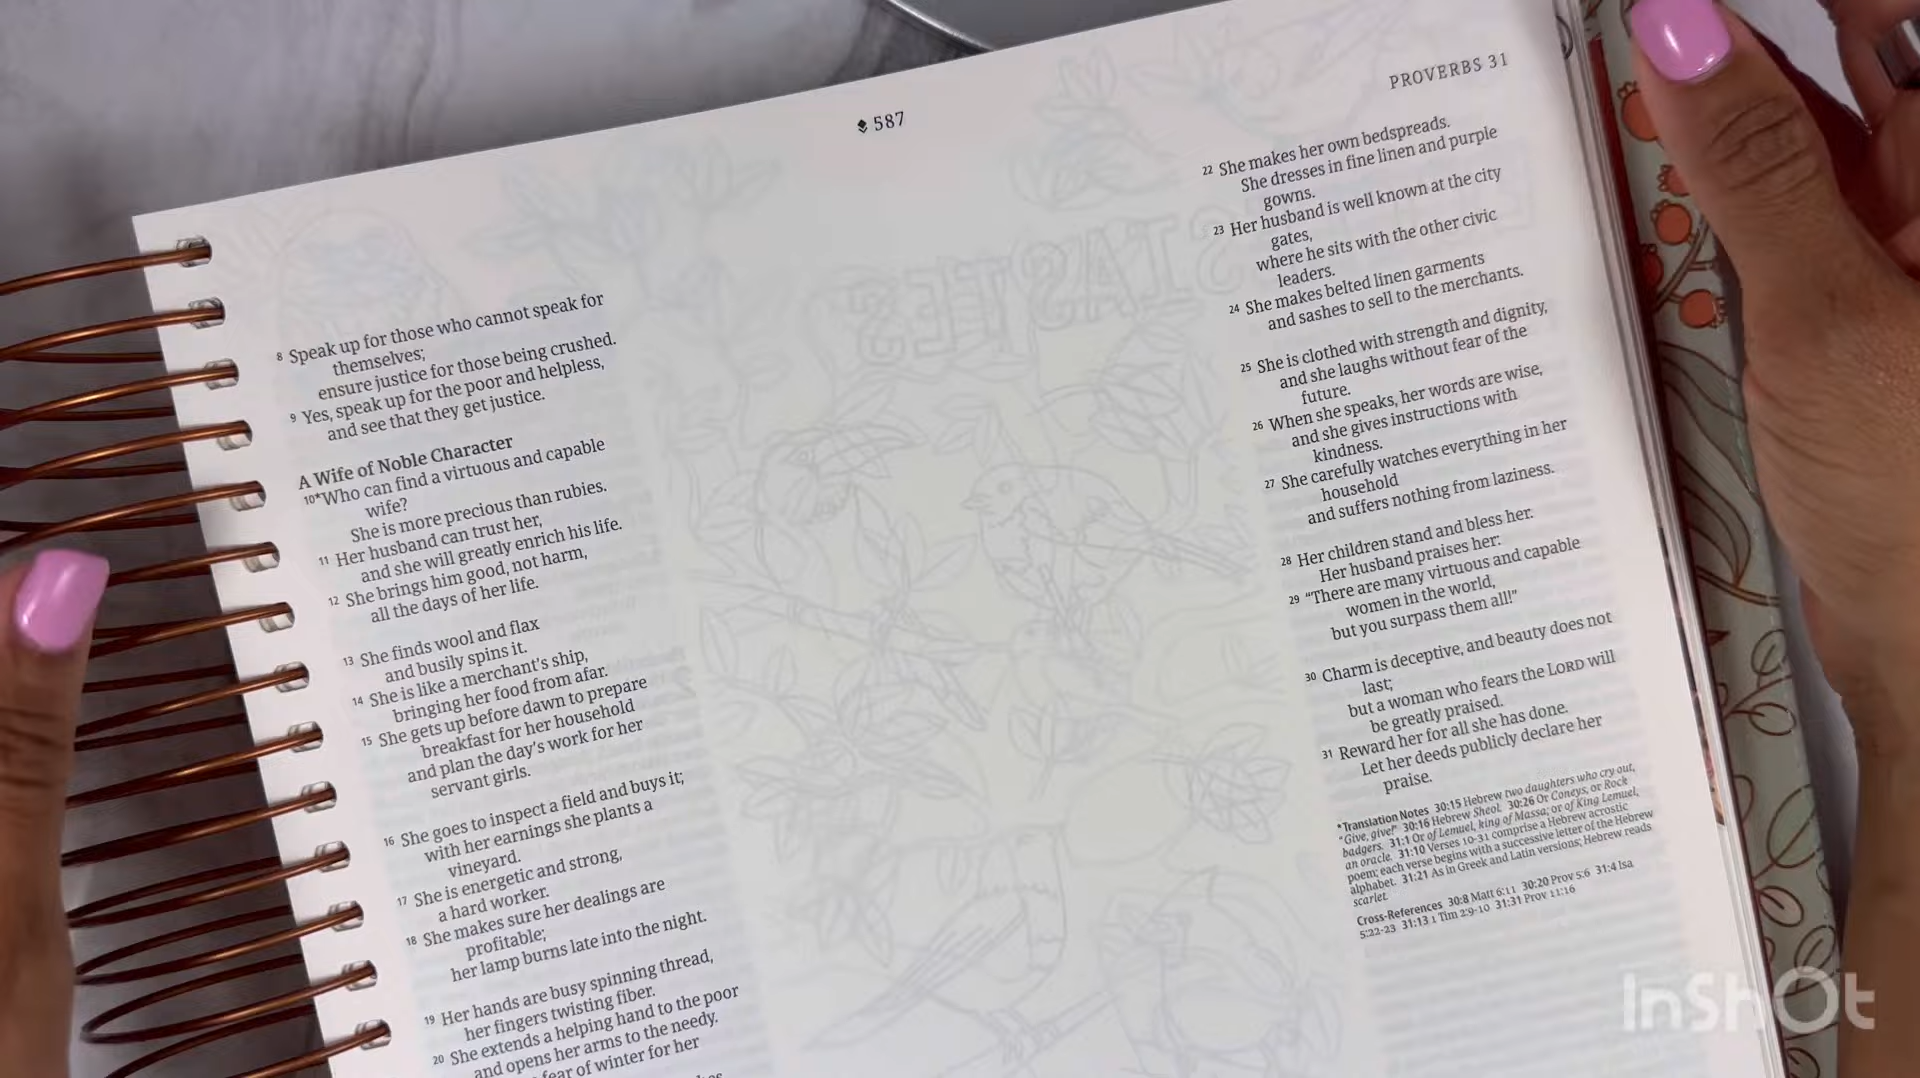 587
PROVERBS 31
8 Speak up for those who cannot speak for
themselves;
ensure justice for those being crushed.
9 Yes, speak up for the poor and helpless,
and see that they get justice.
A Wife of Noble Character
10*Who can find a virtuous and capable
wife?
She is more precious than rubies.
11 Her husband can trust her,
and she will greatly enrich his life.
12 She brings him good, not harm,
all the days of her life.
13 She finds wool and flax
and busily spins it.
14 She is like a merchant's ship,
bringing her food from afar.
15 She gets up before dawn to prepare
breakfast for her household
and plan the day's work for her
servant girls.
16 She goes to inspect a field and buys it;
with her earnings she plants a
vineyard.
17 She is energetic and strong,
a hard worker.
18 She makes sure her dealings are
profitable;
her lamp burns late into the night.
19 Her hands are busy spinning thread,
her fingers twisting fiber.
20 She extends a helping hand to the poor
and opens her arms to the needy.
fear of winter for her
22 She makes her own bedspreads.
She dresses in fine linen and purple
gowns.
23 Her husband is well known at the city
gates,
where he sits with the other civic
leaders.
24 She makes belted linen garments
and sashes to sell to the merchants.
25 She is clothed with strength and dignity,
and she laughs without fear of the
future.
26 When she speaks, her words are wise,
and she gives instructions with
kindness.
27 She carefully watches everything in her
household
and suffers nothing from laziness.
28 Her children stand and bless her.
Her husband praises her:
29 “There are many virtuous and capable
women in the world,
but you surpass them all!”
30 Charm is deceptive, and beauty does not
last;
but a woman who fears the LORD will
be greatly praised.
31 Reward her for all she has done.
Let her deeds publicly declare her
praise.
*Translation Notes 30:15 Hebrew two daughters who cry out,
“Give, give!” 30:16 Hebrew Sheol. 30:26 Or Coneys, or Rock
badgers. 31:1 Or of Lemuel, king of Massa; or of King Lemuel,
an oracle. 31:10 Verses 10-31 comprise a Hebrew acrostic
poem; each verse begins with a successive letter of the Hebrew
alphabet. 31:21 As in Greek and Latin versions; Hebrew reads
scarlet.
Cross-References 30:8 Matt 6:11 30:20 Prov 5:6 31:4 Isa
5:22-23 31:13 1 Tim 2:9-10 31:31 Prov 11:16
InShOt